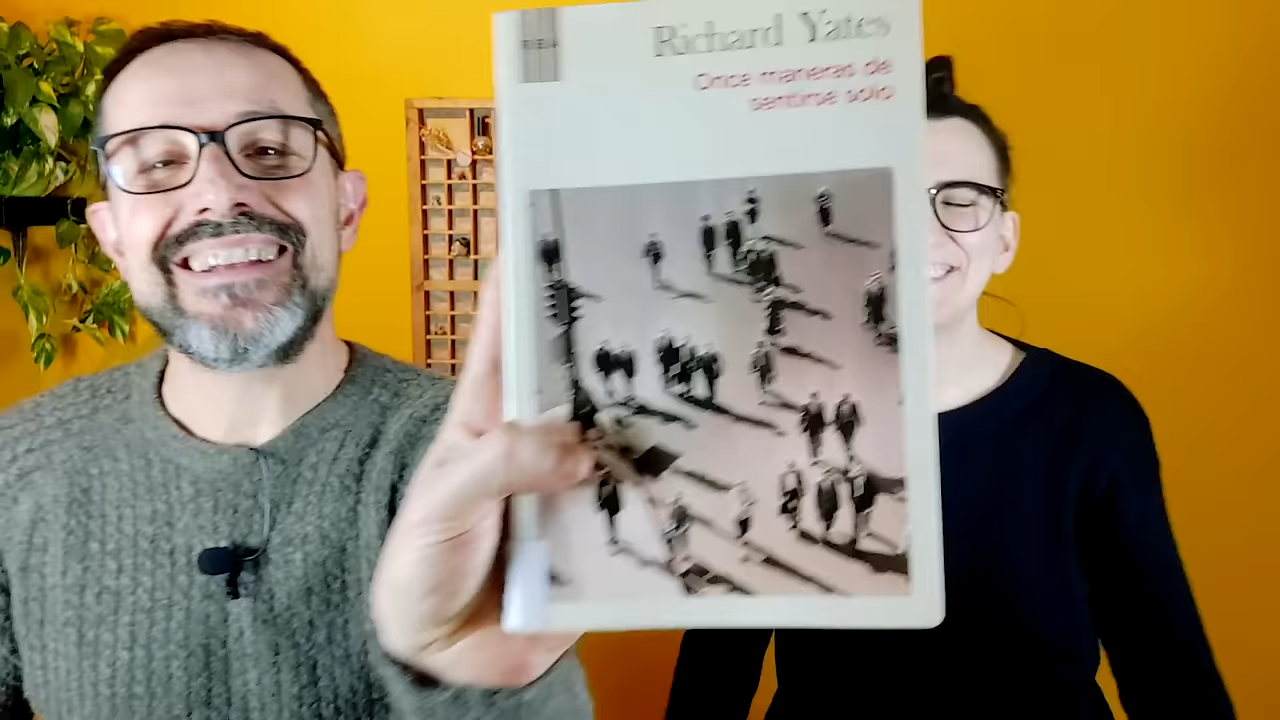 Richard Yates
Once maneras de
sentirse solo